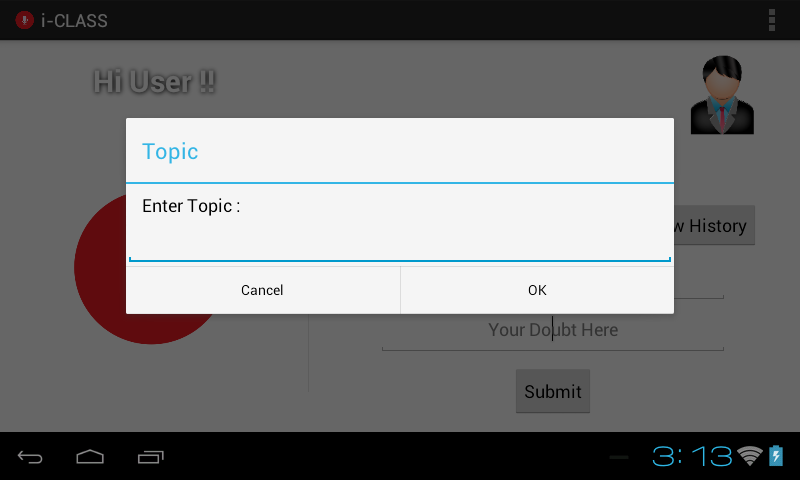 i-CLASS
Hi User !!
Topic
Enter Topic :
Cancel
OK
w History
Your Doubt Here
Submit
3:13